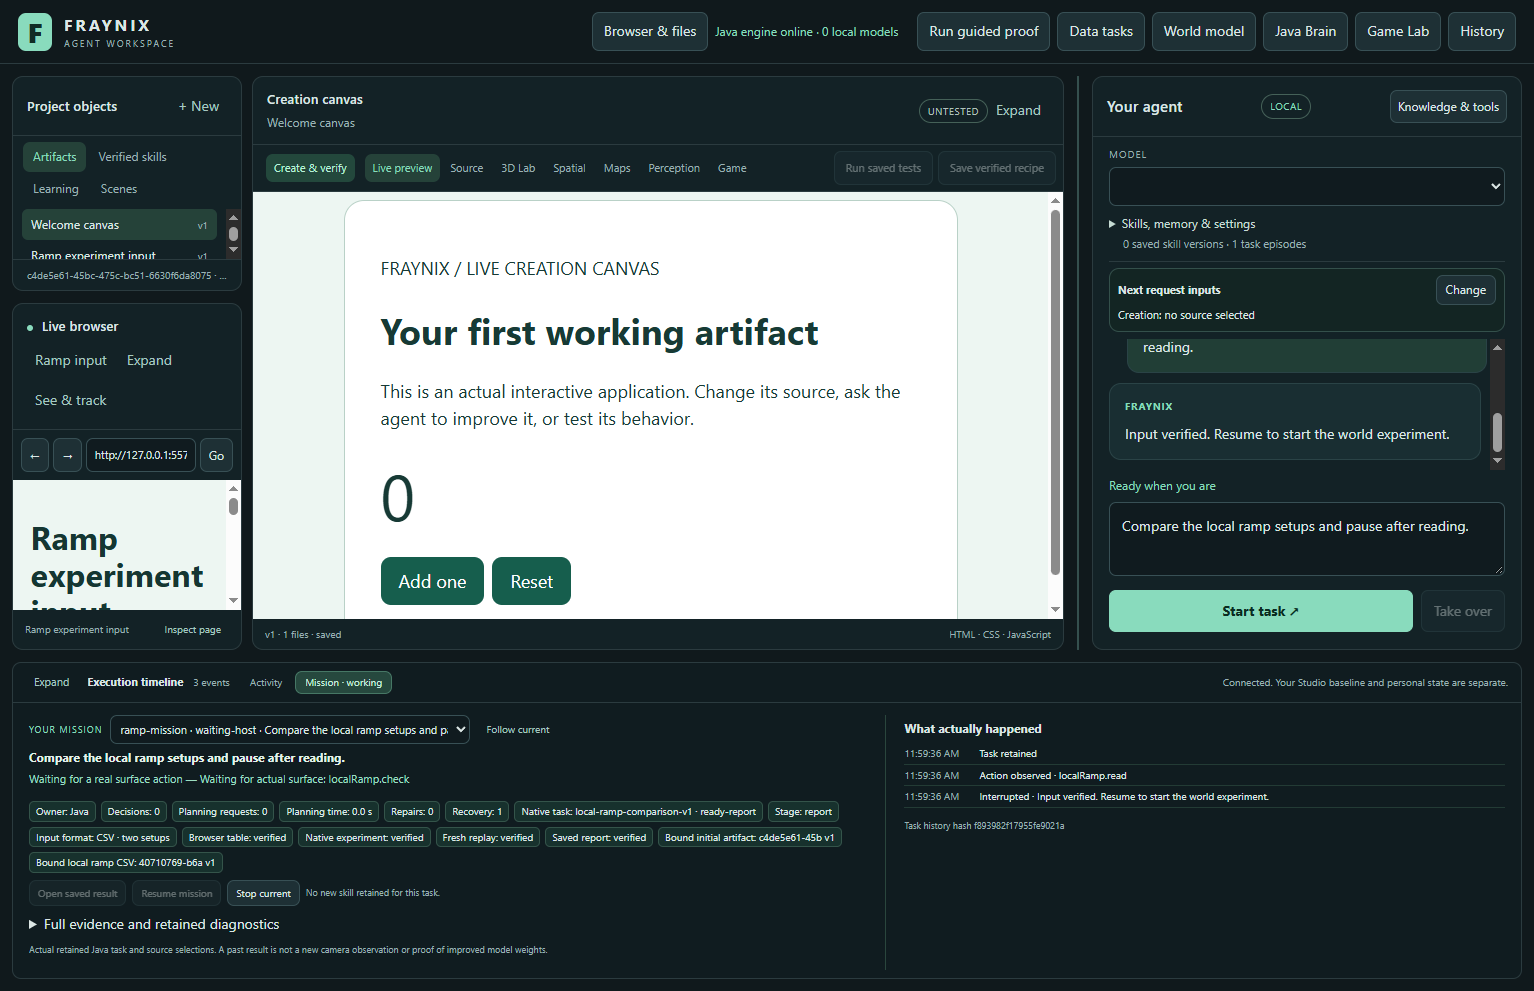 F
FRAYNIX
AGENT WORKSPACE
Browser & files
Java engine online · 0 local models
Run guided proof
Data tasks
World model
Java Brain
Game Lab
History
Project objects
+ New
Artifacts
Verified skills
Learning
Scenes
Welcome canvas v1
Ramp experiment input v1
c4de5e61-45bc-475c-bc51-6630f6da8075 · ...
Live browser
Ramp input
Expand
See & track
←
→
http://127.0.0.1:557
Go
Ramp
experiment
input
Ramp experiment input
Inspect page
Creation canvas
Welcome canvas
UNTESTED
Expand
Create & verify
Live preview
Source
3D Lab
Spatial
Maps
Perception
Game
Run saved tests
Save verified recipe
FRAYNIX / LIVE CREATION CANVAS
Your first working artifact
This is an actual interactive application. Change its source, ask the
agent to improve it, or test its behavior.
0
Add one
Reset
v1 · 1 files · saved
HTML · CSS · JavaScript
Your agent
LOCAL
Knowledge & tools
MODEL
Skills, memory & settings
0 saved skill versions · 1 task episodes
Next request inputs
Change
Creation: no source selected
reading.
FRAYNIX
Input verified. Resume to start the world experiment.
Ready when you are
Compare the local ramp setups and pause after reading.
Start task ↗
Take over
Expand
Execution timeline
3 events
Activity
Mission · working
Connected. Your Studio baseline and personal state are separate.
YOUR MISSION
ramp-mission · waiting-host · Compare the local ramp setups and p
Follow current
Compare the local ramp setups and pause after reading.
Waiting for a real surface action — Waiting for actual surface: localRamp.check
Owner: Java
Decisions: 0
Planning requests: 0
Planning time: 0.0 s
Repairs: 0
Recovery: 1
Native task: local-ramp-comparison-v1 · ready-report
Stage: report
Input format: CSV · two setups
Browser table: verified
Native experiment: verified
Fresh replay: verified
Saved report: verified
Bound initial artifact: c4de5e61-45b v1
Bound local ramp CSV: 40710769-b6a v1
Open saved result
Resume mission
Stop current
No new skill retained for this task.
Full evidence and retained diagnostics
Actual retained Java task and source selections. A past result is not a new camera observation or proof of improved model weights.
What actually happened
11:59:36 AM Task retained
11:59:36 AM Action observed · localRamp.read
11:59:36 AM Interrupted · Input verified. Resume to start the world experiment.
Task history hash f893982f17955fe9021a